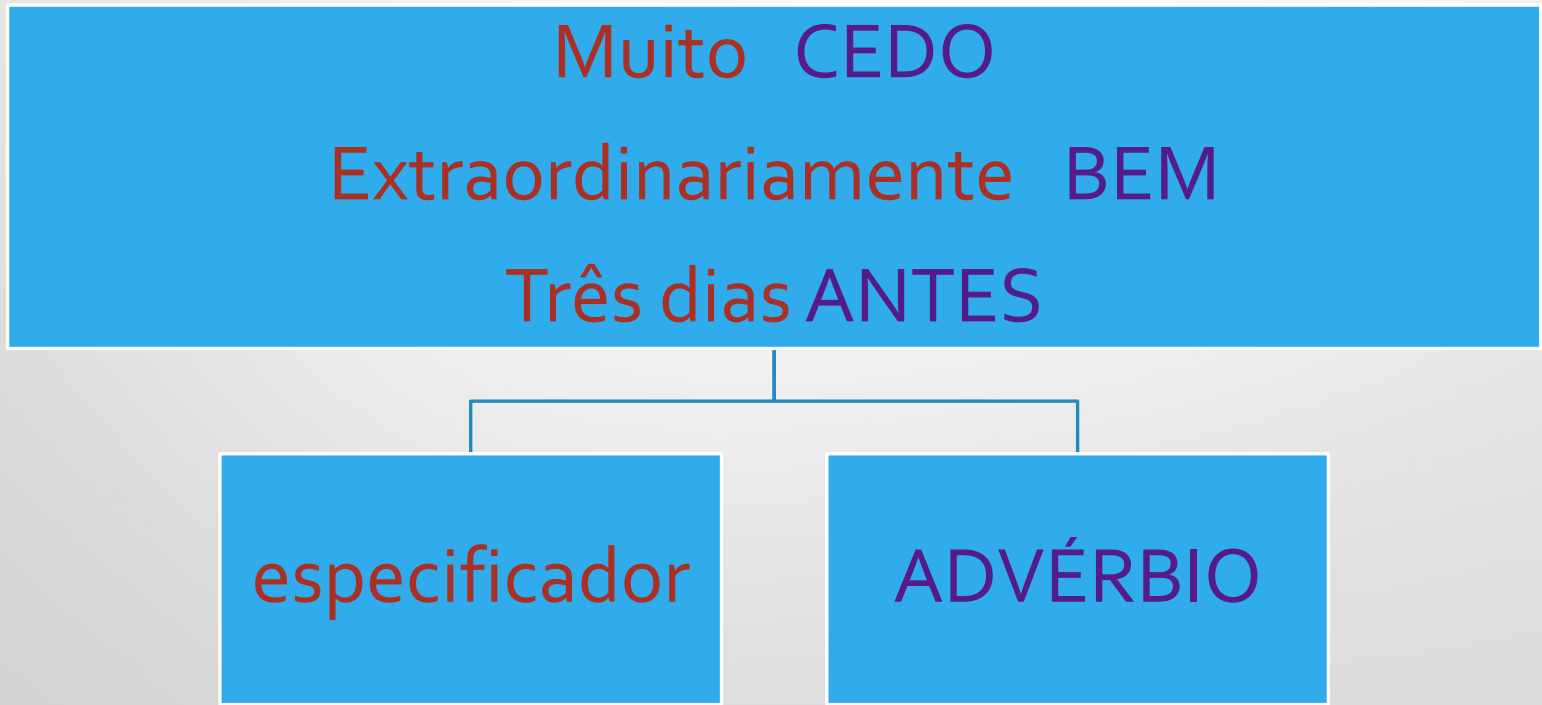 Muito CEDO
Extraordinariamente BEM
Três dias ANTES
especificador
ADVÉRBIO